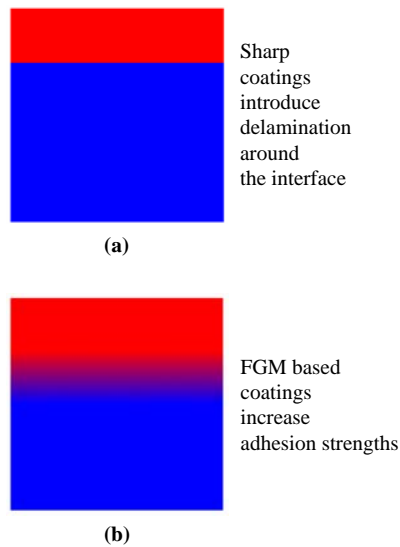 Sharp
coatings
introduce
delamination
around
the interface
(a)
FGM based
coatings
increase
adhesion strengths
(b)